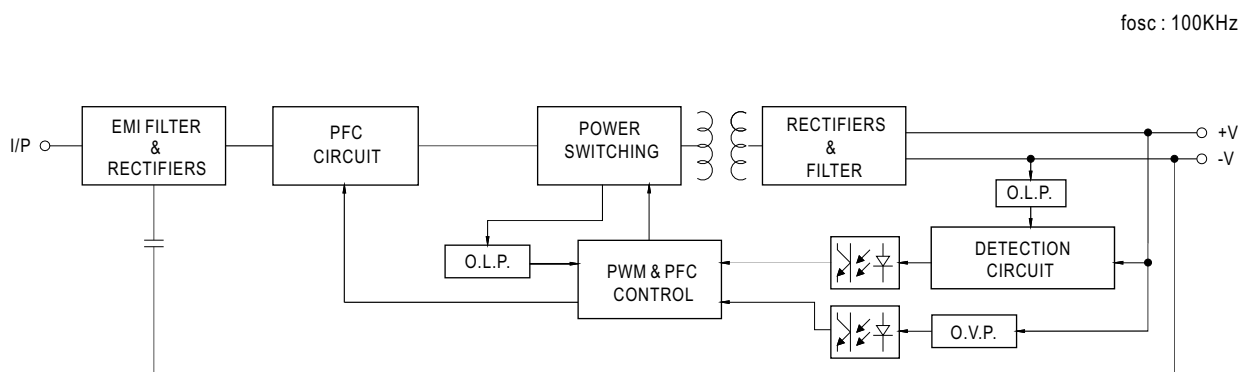 fosc : 100KHz
I/P
EMI FILTER
&
RECTIFIERS
PFC
CIRCUIT
POWER
SWITCHING
RECTIFIERS
&
FILTER
+V
-V
O.L.P.
DETECTION
CIRCUIT
O.L.P.
PWM & PFC
CONTROL
O.V.P.